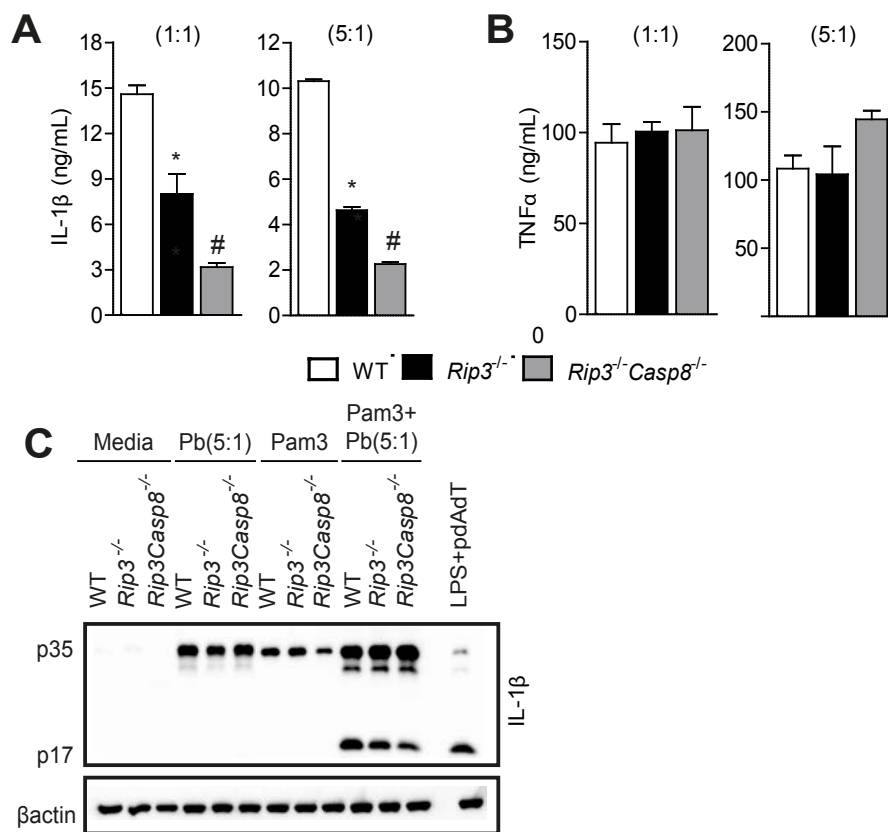 A
(1:1)
(5:1)
IL-1β (ng/mL)
18
15
12
9
6
3
0
*
*
#
12
10
8
6
4
2
0
*
*
#
B
(1:1)
(5:1)
TNFα (ng/mL)
150
100
50
0
200
150
100
50
0
WT
Rip3-/-
Rip3-/-Casp8-/-
C
Media
Pb(5:1)
Pam3
Pam3+
Pb(5:1)
WT
Rip3-/-
Rip3Casp8-/-
WT
Rip3-/-
Rip3Casp8-/-
WT
Rip3-/-
Rip3Casp8-/-
WT
Rip3-/-
Rip3Casp8-/-
LPS+pdAdT
p35
p17
IL-1β
βactin